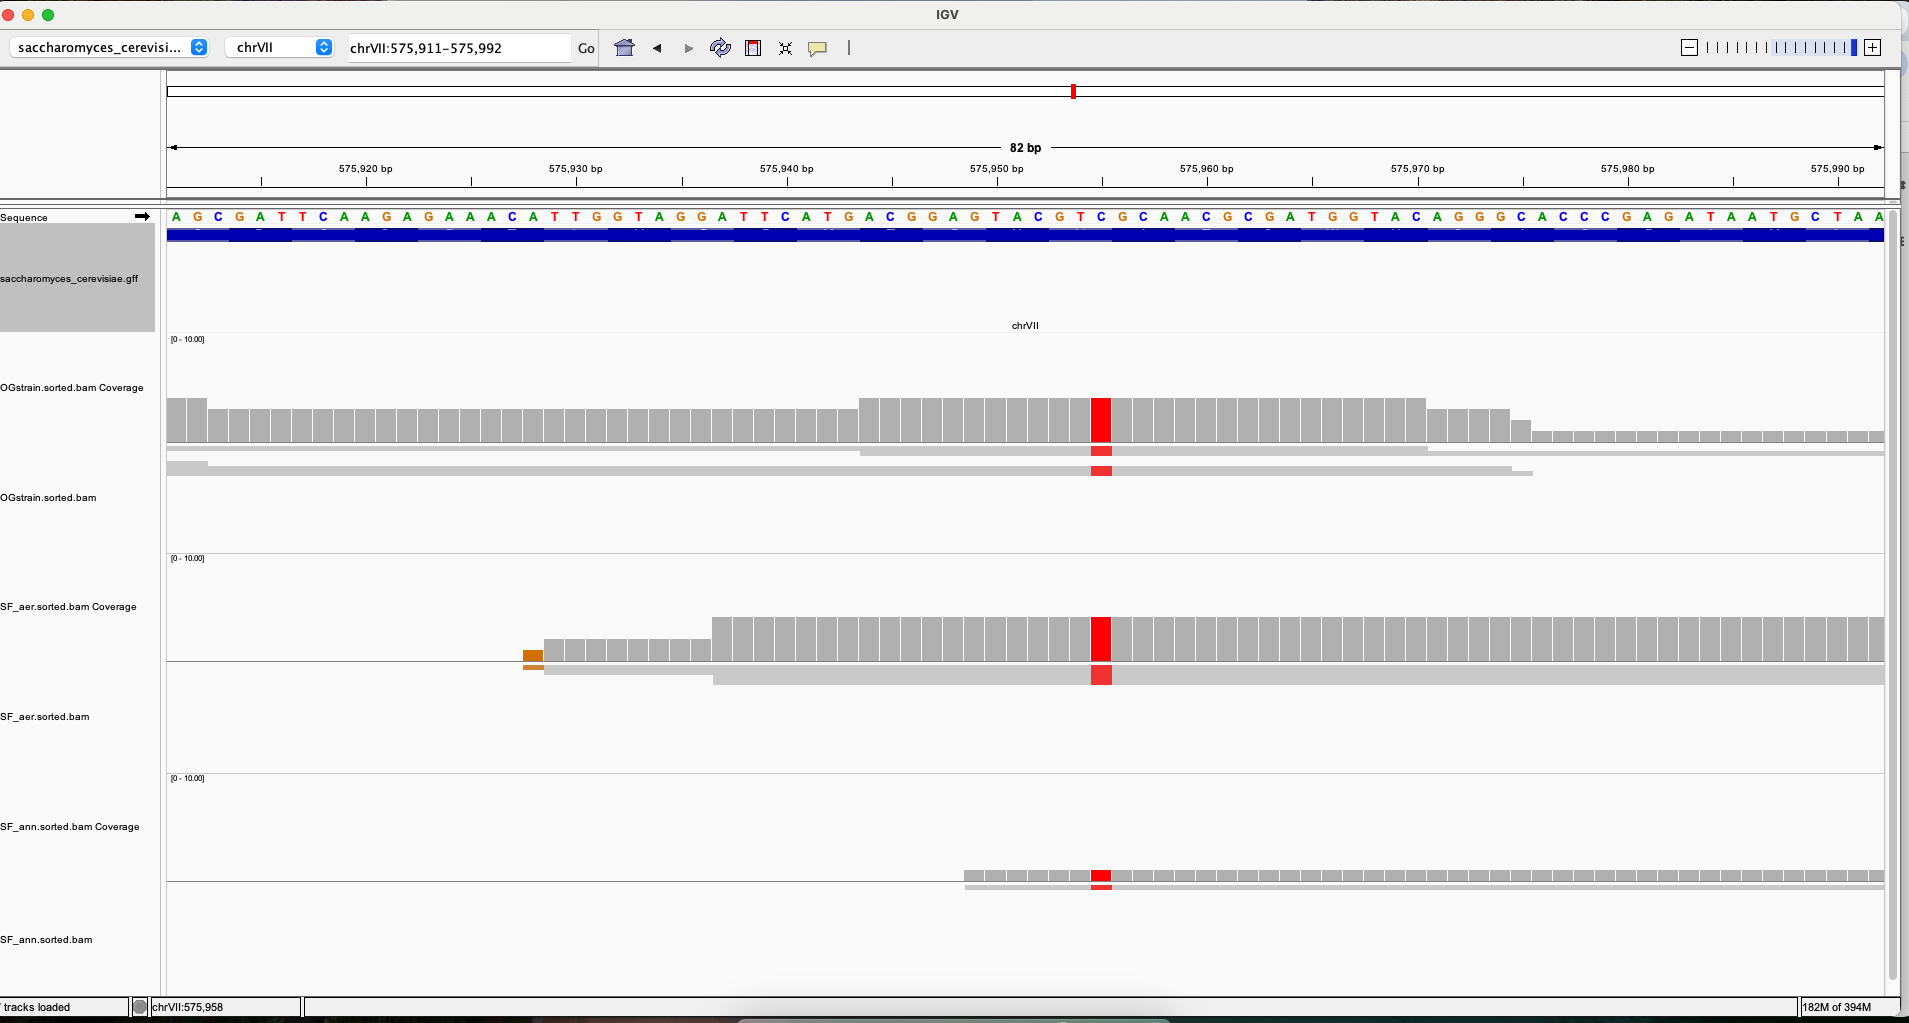 IGV
saccharomyces_cerevisi... chrVII chrVII:575,911-575,992 Go
82 bp
575,920 bp 575,930 bp 575,940 bp 575,950 bp 575,960 bp 575,970 bp 575,980 bp 575,990 bp
Sequence A G C G A T T C A A G A G A A A C A T T G G T A G G A T T C A T G A C G G A G T A C G T C G C A A C G C G A T G G T A C A G G G C A C C C G A G A T A A T G C T A A
saccharomyces_cerevisiae.gff
chrVII
[0 - 10.00]
OGstrain.sorted.bam Coverage
OGstrain.sorted.bam
[0 - 10.00]
SF_aer.sorted.bam Coverage
SF_aer.sorted.bam
[0 - 10.00]
SF_ann.sorted.bam Coverage
SF_ann.sorted.bam
tracks loaded chrVII:575,958 182M of 394M